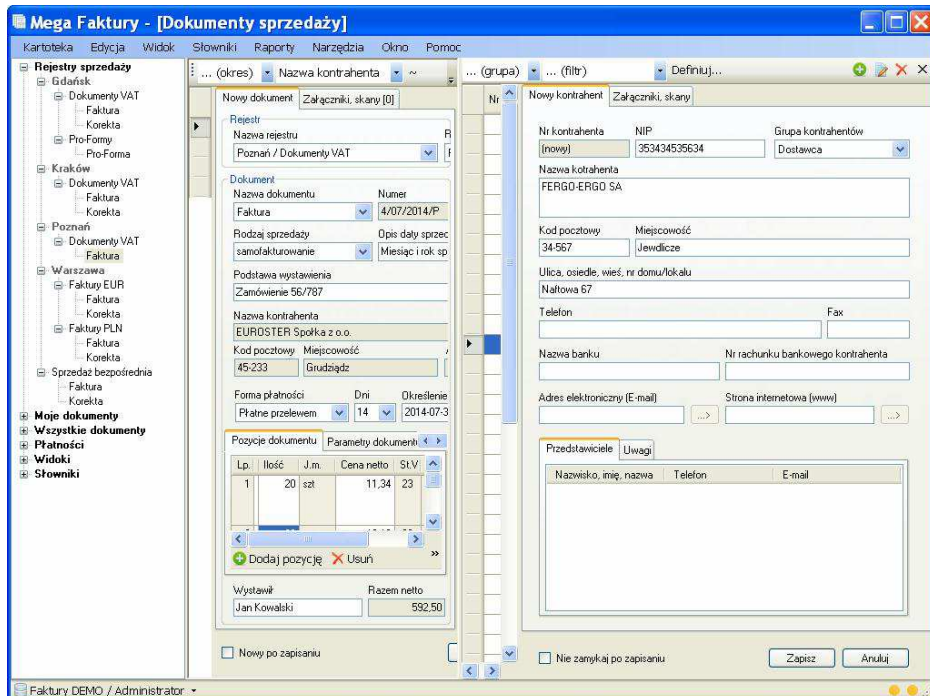 Mega Faktury - [Dokumenty sprzedaży]
Kartoteka Edycja Widok Słowniki Raporty Narzędzia Okno Pomoc
Rejestry sprzedaży
Gdańsk
Dokumenty VAT
Faktura
Korekta
Pro-Formy
Pro-Forma
Kraków
Dokumenty VAT
Faktura
Korekta
Poznań
Dokumenty VAT
Faktura
Warszawa
Faktury EUR
Faktura
Korekta
Faktury PLN
Faktura
Korekta
Sprzedaż bezpośrednia
Faktura
Korekta
Moje dokumenty
Wszystkie dokumenty
Płatności
Widoki
Słowniki
... (okres) Nazwa kontrahenta ~
Nowy dokument Załączniki, skany [0]
Rejestr
Nazwa rejestru R
Poznań / Dokumenty VAT
Dokument
Nazwa dokumentu Numer
Faktura 4/07/2014/P
Rodzaj sprzedaży Opis daty sprzec
samofakturowanie Miesiąc i rok sp
Podstawa wystawienia
Zamówienie 56/787
Nazwa kontrahenta
EUROSTER Społka z o.o.
Kod pocztowy Miejscowość
45-233 Grudziądz
Forma płatności Dni Określenie
Płatne przelewem 14 2014-07-3
Pozycje dokumentu Parametry dokumentu
Lp. Ilość J.m. Cena netto St.V
1 20 szt 11,34 23
Dodaj pozycję Usuń »
Wystawił Razem netto
Jan Kowalski 592,50
Nowy po zapisaniu
... (grupa) ... (filtr) Definiuj...
Nr
Nowy kontrahent Załączniki, skany
Nr kontrahenta NIP Grupa kontrahentów
(nowy) 353434535634 Dostawca
Nazwa kotrahenta
FERGO-ERGO SA
Kod pocztowy Miejscowość
34-567 Jewdlicze
Ulica, osiedle, wieś, nr domu/lokalu
Naftowa 67
Telefon Fax
Nazwa banku Nr rachunku bankowego kontrahenta
Adres elektroniczny (E-mail) Strona internetowa (www)
...> ...>
Przedstawiciele Uwagi
Nazwisko, imię, nazwa Telefon E-mail
Nie zamykaj po zapisaniu Zapisz Anuluj
Faktury DEMO / Administrator